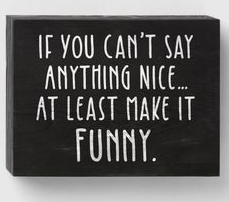 IF YOU CAN'T SAY
ANYTHING NICE...
AT LEAST MAKE IT
FUNNY.